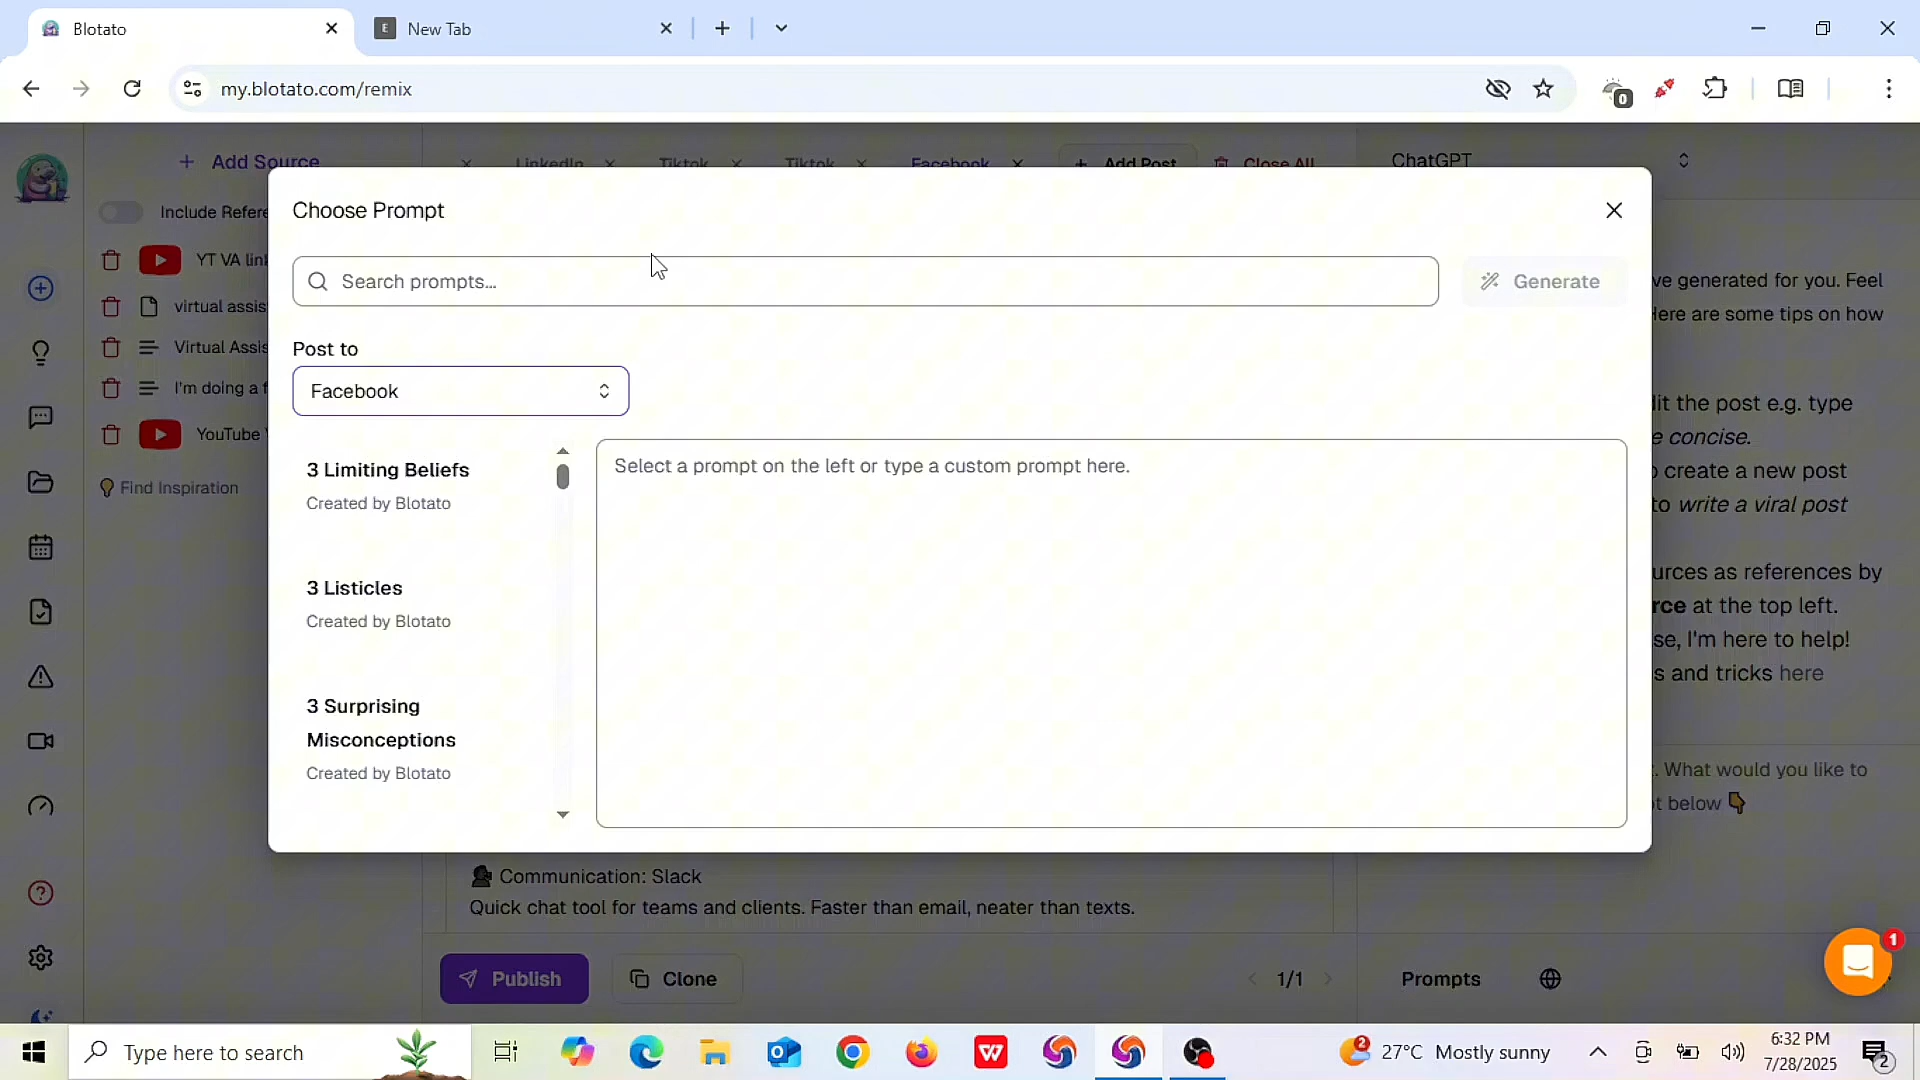 Blotato
E
New Tab
my.blotato.com/remix
0
Add Source
LinkedIn
Tiktok
Tiktok
Facebook
Add Post
Close All
ChatGPT
Choose Prompt
Include Refere
Search prompts...
Generate
YT VA link
virtual assis
Virtual Assis
I'm doing a f
YouTube
Find Inspiration
Post to
Facebook
3 Limiting Beliefs
Created by Blotato
3 Listicles
Created by Blotato
3 Surprising
Misconceptions
Created by Blotato
Select a prompt on the left or type a custom prompt here.
ve generated for you. Feel
Here are some tips on how
dit the post e.g. type
e concise.
o create a new post
to write a viral post
urces as references by
rce at the top left.
se, I'm here to help!
s and tricks here
t. What would you like to
pt below
Communication: Slack
Quick chat tool for teams and clients. Faster than email, neater than texts.
Publish
Clone
1/1
Prompts
1
Type here to search
2
27°C Mostly sunny
6:32 PM
7/28/2025
2